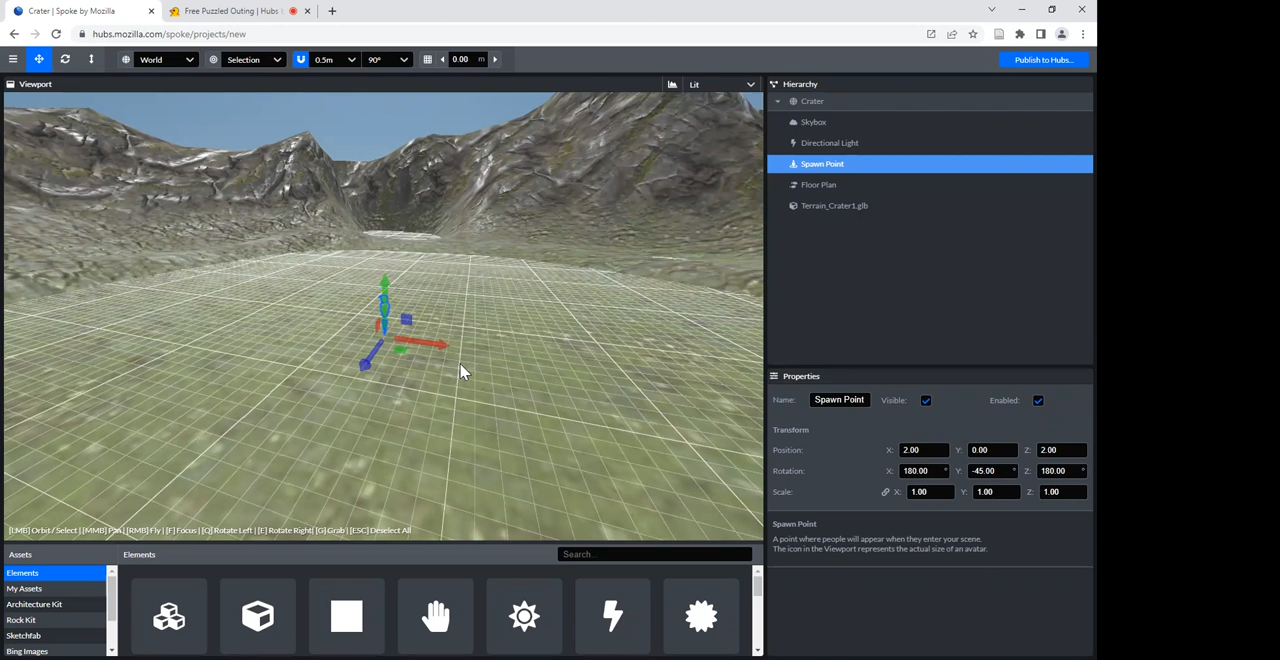 Crater | Spoke by Mozilla
Free Puzzled Outing | Hubs
hubs.mozilla.com/spoke/projects/new
World
Selection
0.5m
90°
0.00 m
Publish to Hubs...
Viewport
Lit
Hierarchy
Crater
Skybox
Directional Light
Spawn Point
Floor Plan
Terrain_Crater1.glb
Properties
Name: Spawn Point Visible: Enabled:
Transform
Position: X: 2.00 Y: 0.00 Z: 2.00
Rotation: X: 180.00 ° Y: -45.00 ° Z: 180.00 °
Scale: X: 1.00 Y: 1.00 Z: 1.00
Spawn Point
A point where people will appear when they enter your scene.
The icon in the Viewport represents the actual size of an avatar.
[LMB] Orbit / Select | [MMB] Pan | [RMB] Fly | [F] Focus | [Q] Rotate Left | [E] Rotate Right| [G] Grab | [ESC] Deselect All
Assets
Elements
Search...
Elements
My Assets
Architecture Kit
Rock Kit
Sketchfab
Bing Images